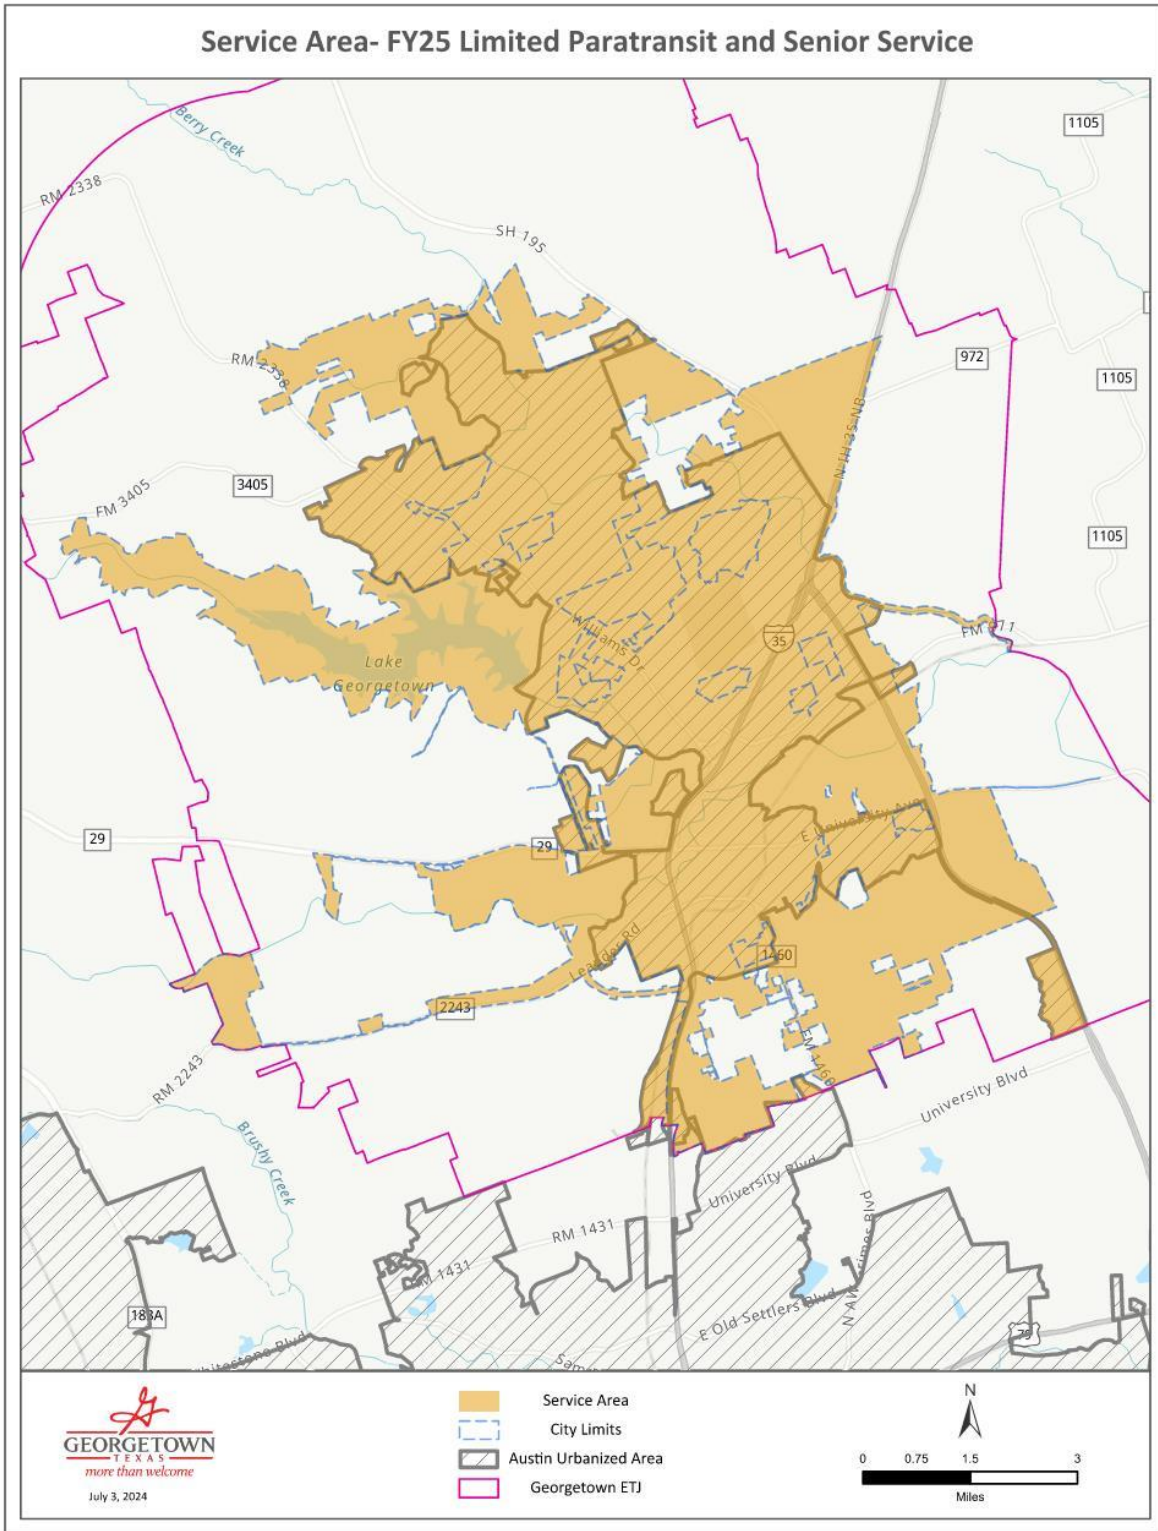 Service Area- FY25 Limited Paratransit and Senior Service
Berry Creek
1105
RM 2338
SH 195
RM 2338
972
1105
N IH 35 NB
3405
FM 3405
1105
Williams Dr
35
FM 971
Lake
Georgetown
29
E University Ave
29
Leander Rd
1460
2243
FM 1460
RM 2243
University Blvd
Brushy Creek
University Blvd
RM 1431
RM 1431
E Old Settlers Blvd
183A
79
GEORGETOWN
TEXAS
more than welcome
July 3, 2024
Service Area
City Limits
Austin Urbanized Area
Georgetown ETJ
N
0 0.75 1.5 3
Miles